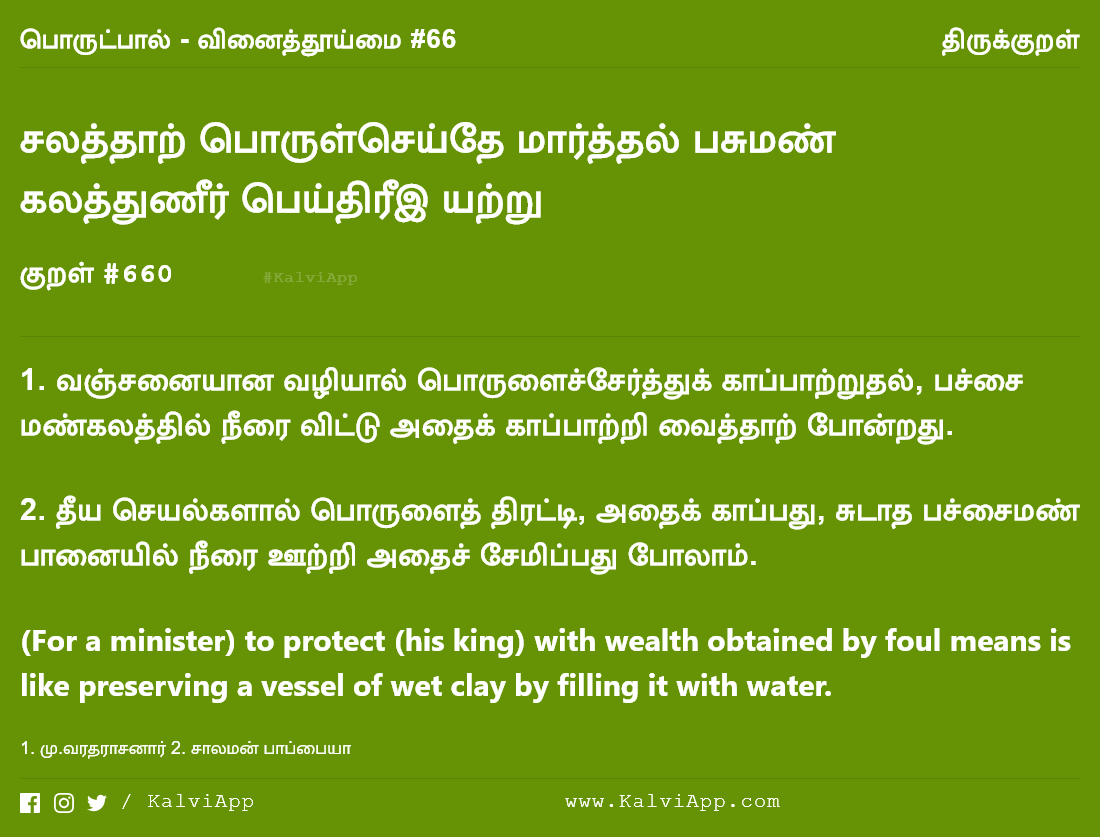 பொருட்பால் - வினைத்தூய்மை #66 திருக்குறள்
சலத்தாற் பொருள்செய்தே மார்த்தல் பசுமண்
கலத்துணீர் பெய்திரீஇ யற்று
குறள் #660 #KalviApp
1. வஞ்சனையான வழியால் பொருளைச்சேர்த்துக் காப்பாற்றுதல், பச்சை
மண்கலத்தில் நீரை விட்டு அதைக் காப்பாற்றி வைத்தாற் போன்றது.
2. தீய செயல்களால் பொருளைத் திரட்டி, அதைக் காப்பது, சுடாத பச்சைமண்
பானையில் நீரை ஊற்றி அதைச் சேமிப்பது போலாம்.
(For a minister) to protect (his king) with wealth obtained by foul means is
like preserving a vessel of wet clay by filling it with water.
1. மு.வரதராசனார் 2. சாலமன் பாப்பையா
/ KalviApp www.KalviApp.com